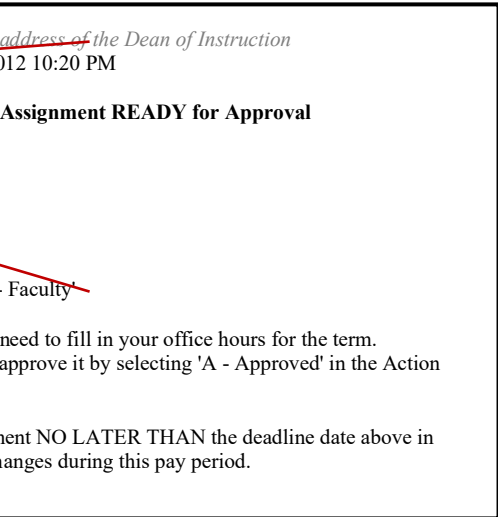 address of the Dean of Instruction
012 10:20 PM
Assignment READY for Approval
- Faculty'
need to fill in your office hours for the term.
approve it by selecting 'A - Approved' in the Action
ment NO LATER THAN the deadline date above in
hanges during this pay period.